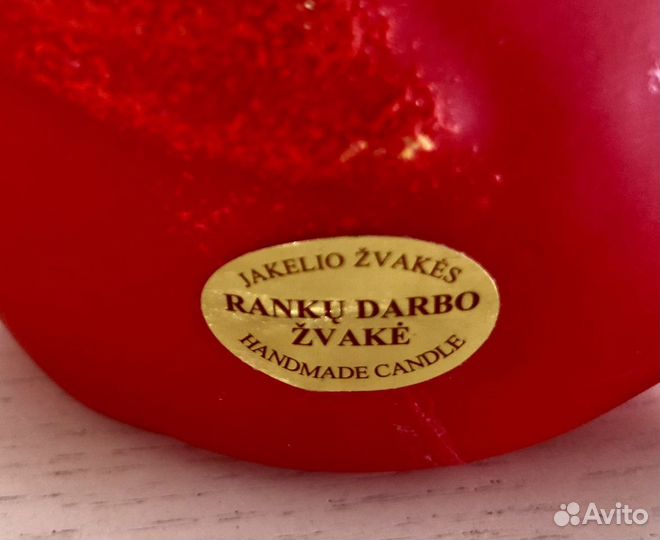 JAKELIO ŽVAKĖS
RANKŲ DARBO
ŽVAKĖ
HANDMADE CANDLE
Avito